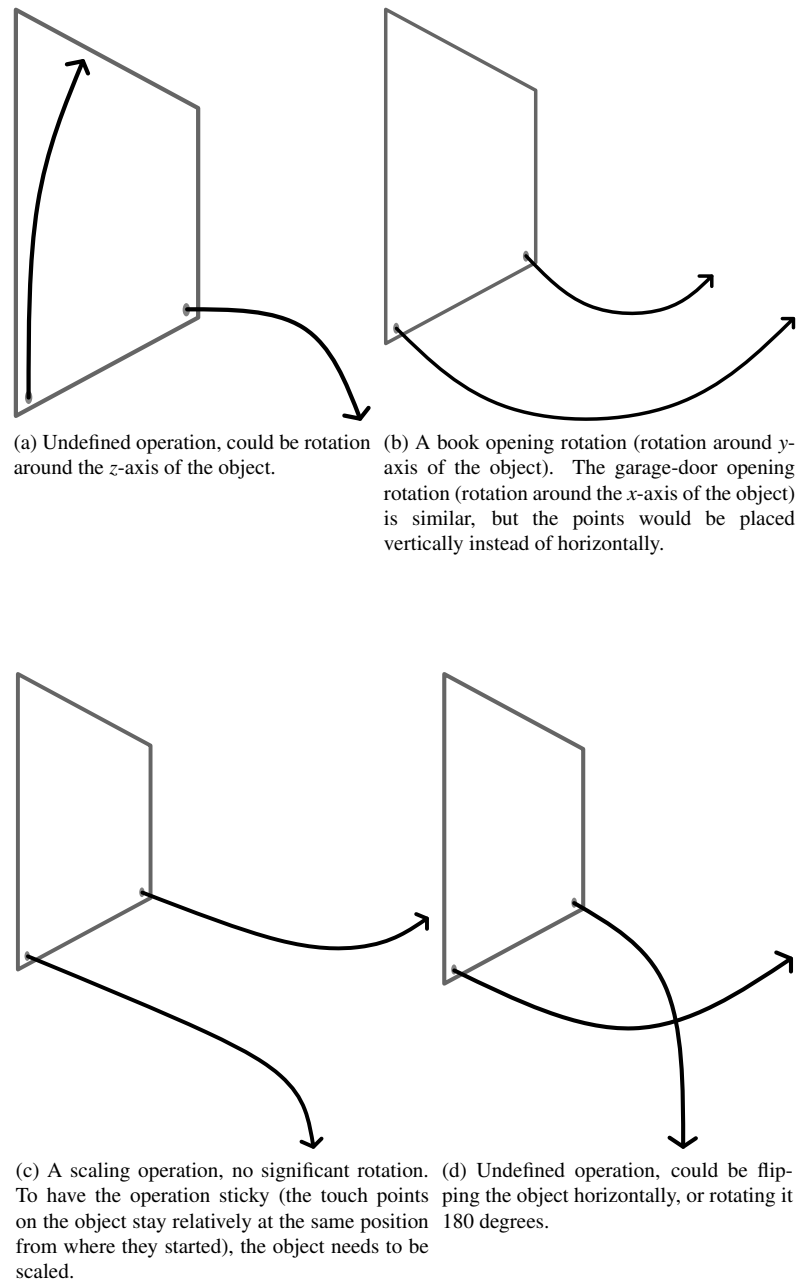 (a) Undefined operation, could be rotation
around the z-axis of the object.
(b) A book opening rotation (rotation around y-
axis of the object). The garage-door opening
rotation (rotation around the x-axis of the object)
is similar, but the points would be placed
vertically instead of horizontally.
(c) A scaling operation, no significant rotation.
To have the operation sticky (the touch points
on the object stay relatively at the same position
from where they started), the object needs to be
scaled.
(d) Undefined operation, could be flip-
ping the object horizontally, or rotating it
180 degrees.